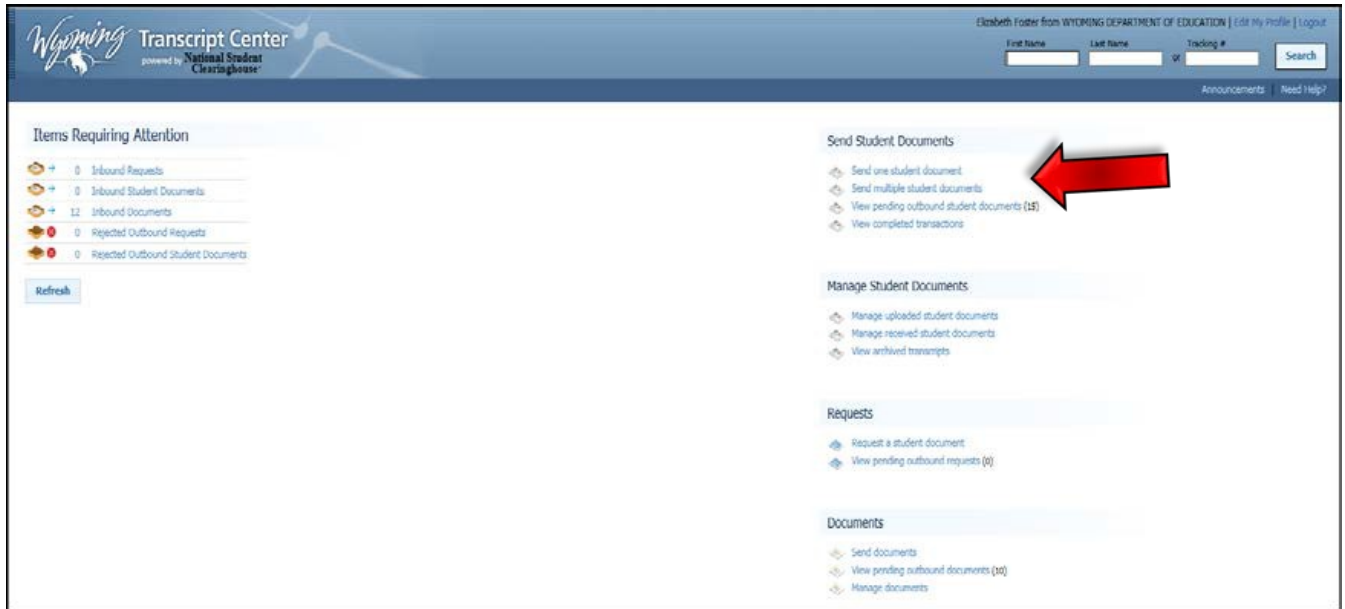 Elizabeth Foster from WYOMING DEPARTMENT OF EDUCATION | Edit My Profile | Logout
Wyoming Transcript Center
powered by National Student Clearinghouse
First Name Last Name Tracking #
or Search
Announcements | Need Help?
Items Requiring Attention
0 Inbound Requests
0 Inbound Student Documents
12 Inbound Documents
0 Rejected Outbound Requests
0 Rejected Outbound Student Documents
Refresh
Send Student Documents
Send one student document
Send multiple student documents
View pending outbound student documents (15)
View completed transactions
Manage Student Documents
Manage uploaded student documents
Manage received student documents
View archived transcripts
Requests
Request a student document
View pending outbound requests (0)
Documents
Send documents
View pending outbound documents (10)
Manage documents